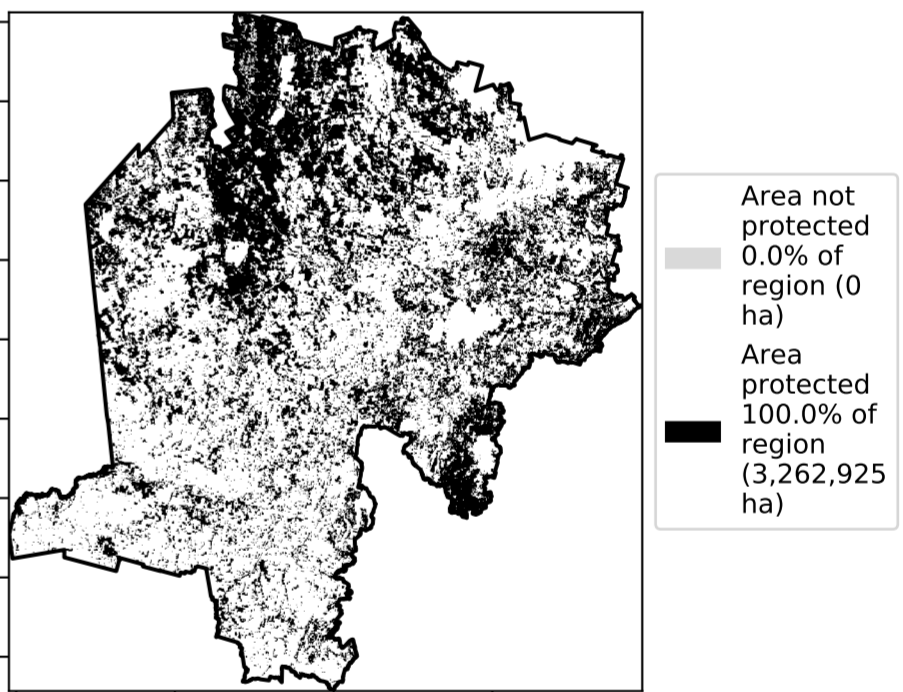 Area not
protected
0.0% of
region (0
ha)
Area
protected
100.0% of
region
(3,262,925
ha)